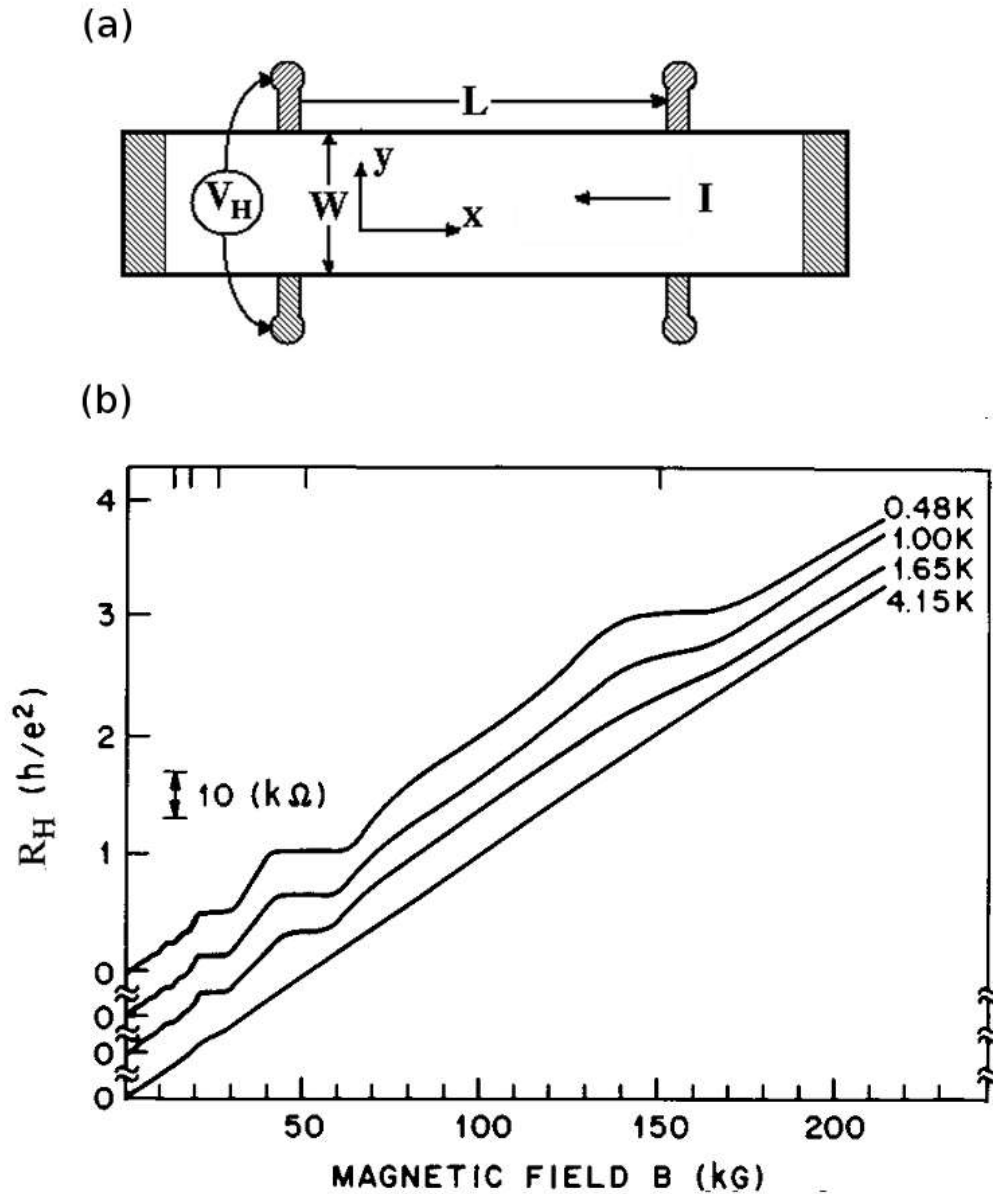 (a)
L
V_H
W
y
x
I
(b)
4
3
2
1
0
0
0
0
R_H (h/e²)
10 (kΩ)
0.48K
1.00K
1.65K
4.15K
50
100
150
200
MAGNETIC FIELD B (kG)